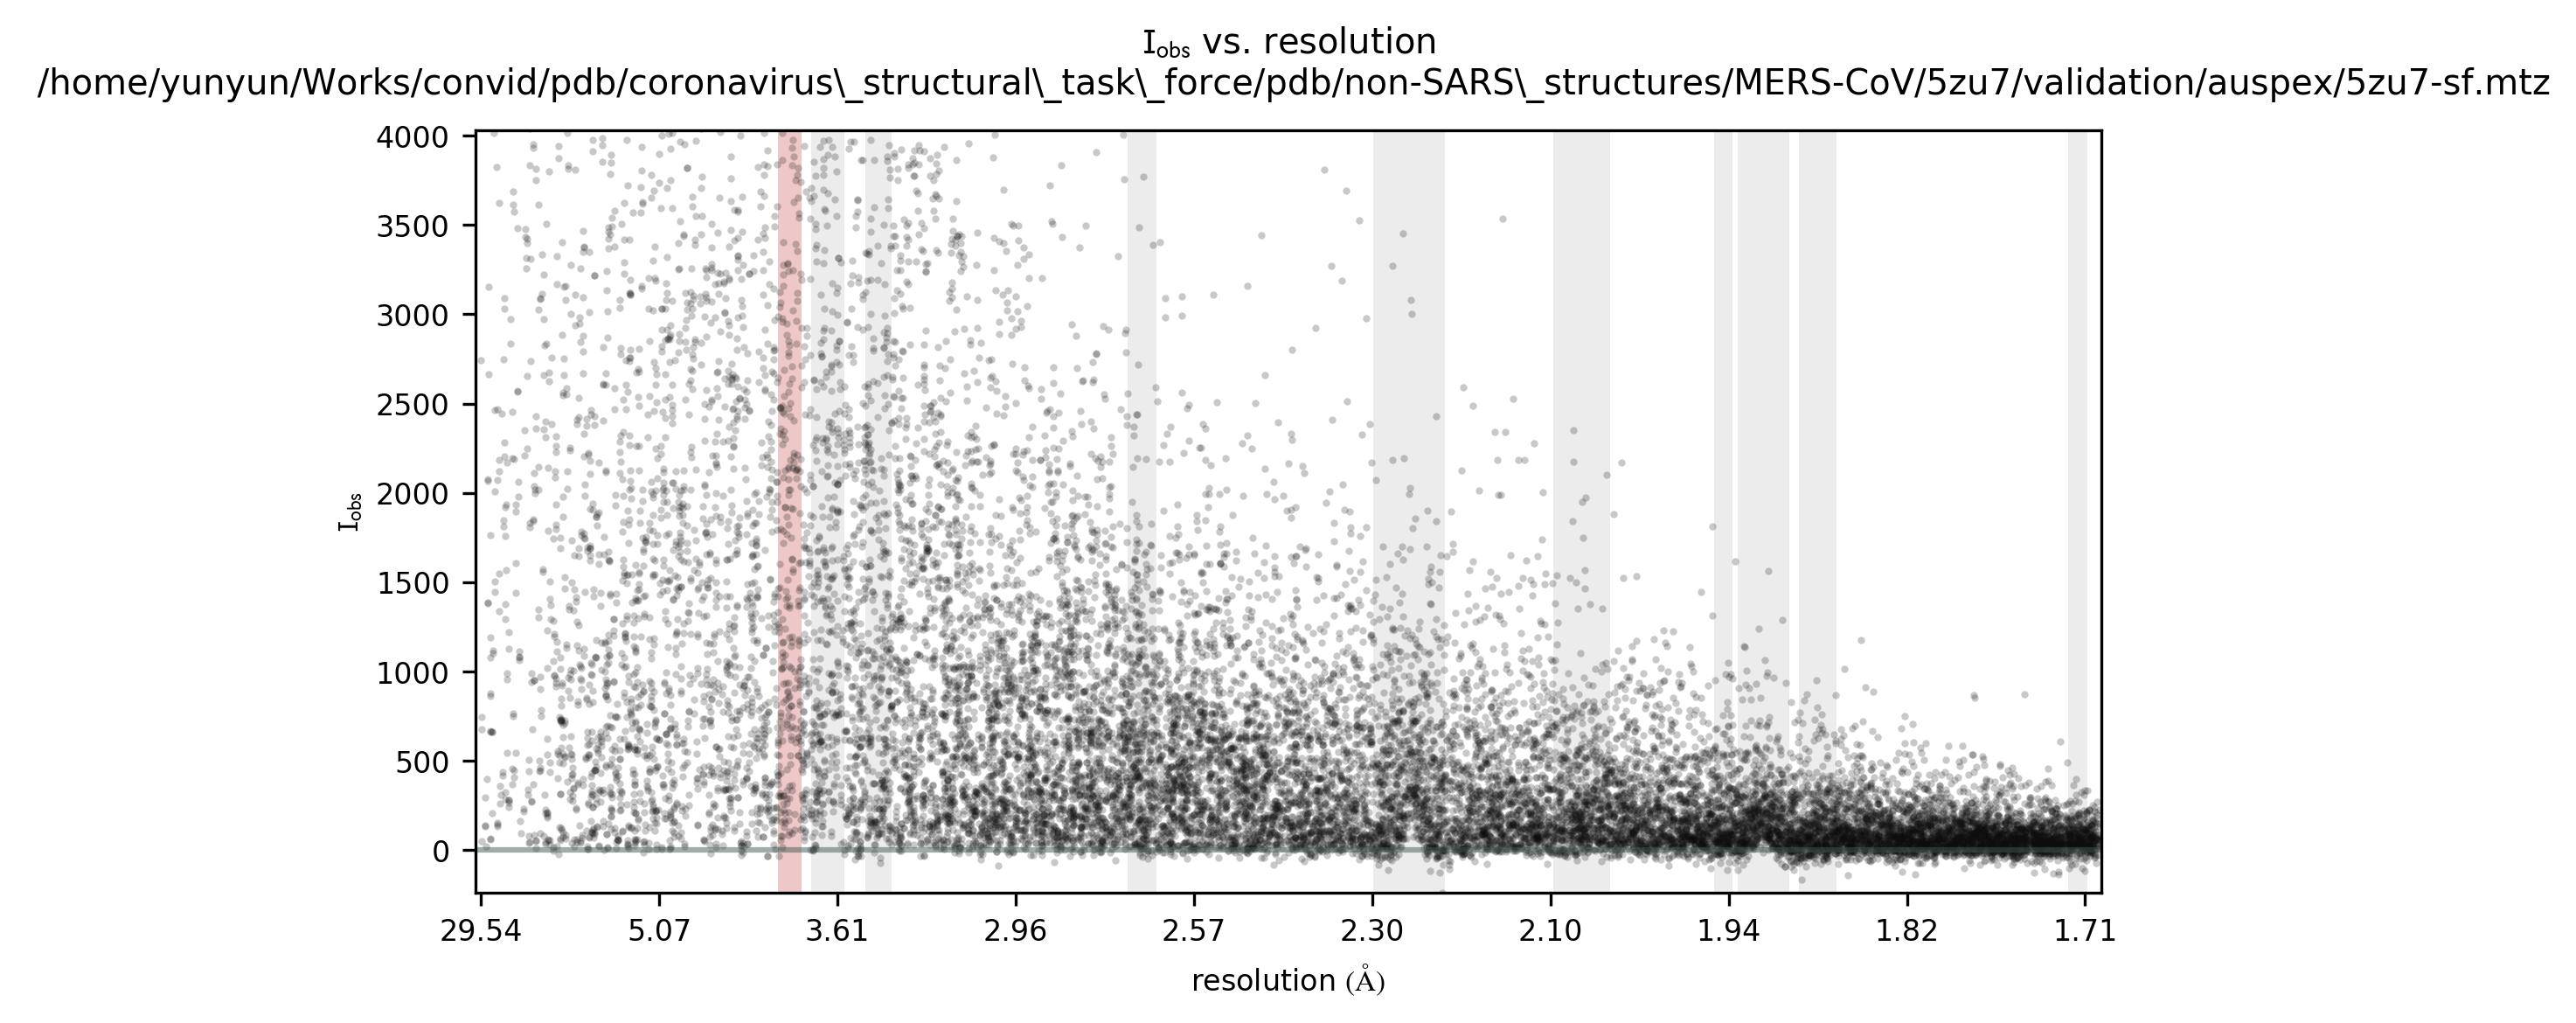 I_obs vs. resolution
/home/yunyun/Works/convid/pdb/coronavirus\_structural\_task\_force/pdb/non-SARS\_structures/MERS-CoV/5zu7/validation/auspex/5zu7-sf.mtz
4000
3500
3000
2500
2000
1500
1000
500
0
I_obs
29.54 5.07 3.61 2.96 2.57 2.30 2.10 1.94 1.82 1.71
resolution (Å)